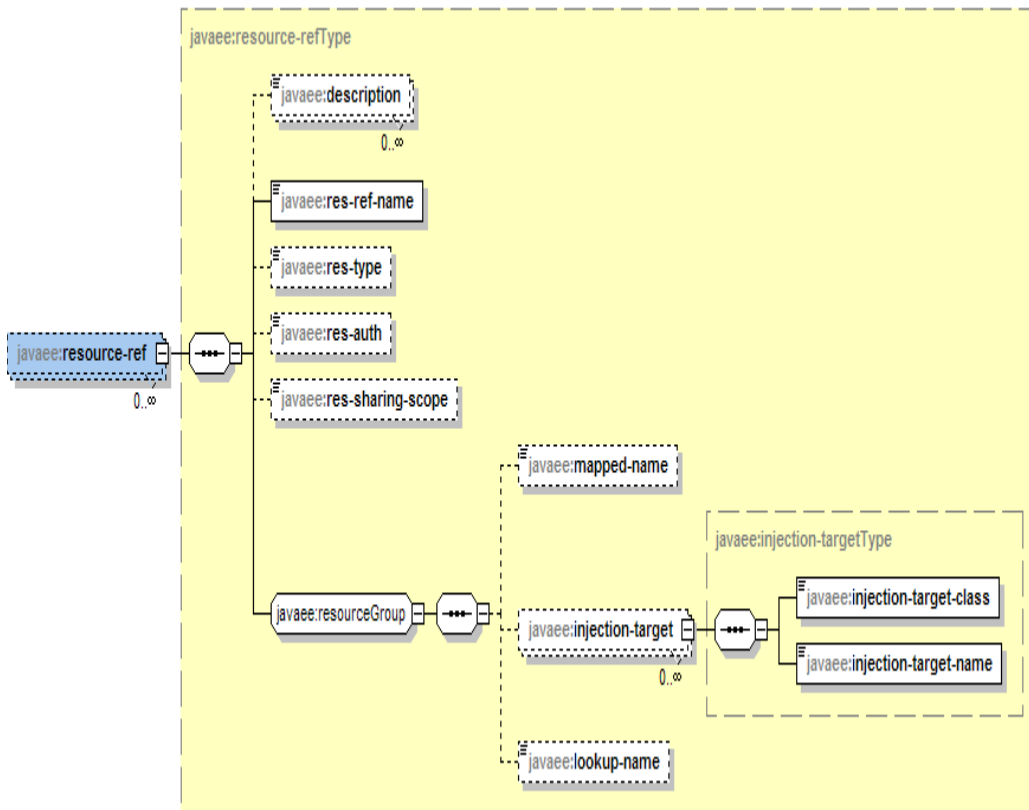 javaee:resource-refType
javaee:description
0..∞
javaee:res-ref-name
javaee:res-type
javaee:res-auth
javaee:resource-ref
0..∞
javaee:res-sharing-scope
javaee:mapped-name
javaee:injection-targetType
javaee:injection-target-class
javaee:resourceGroup
javaee:injection-target
0..∞
javaee:injection-target-name
javaee:lookup-name